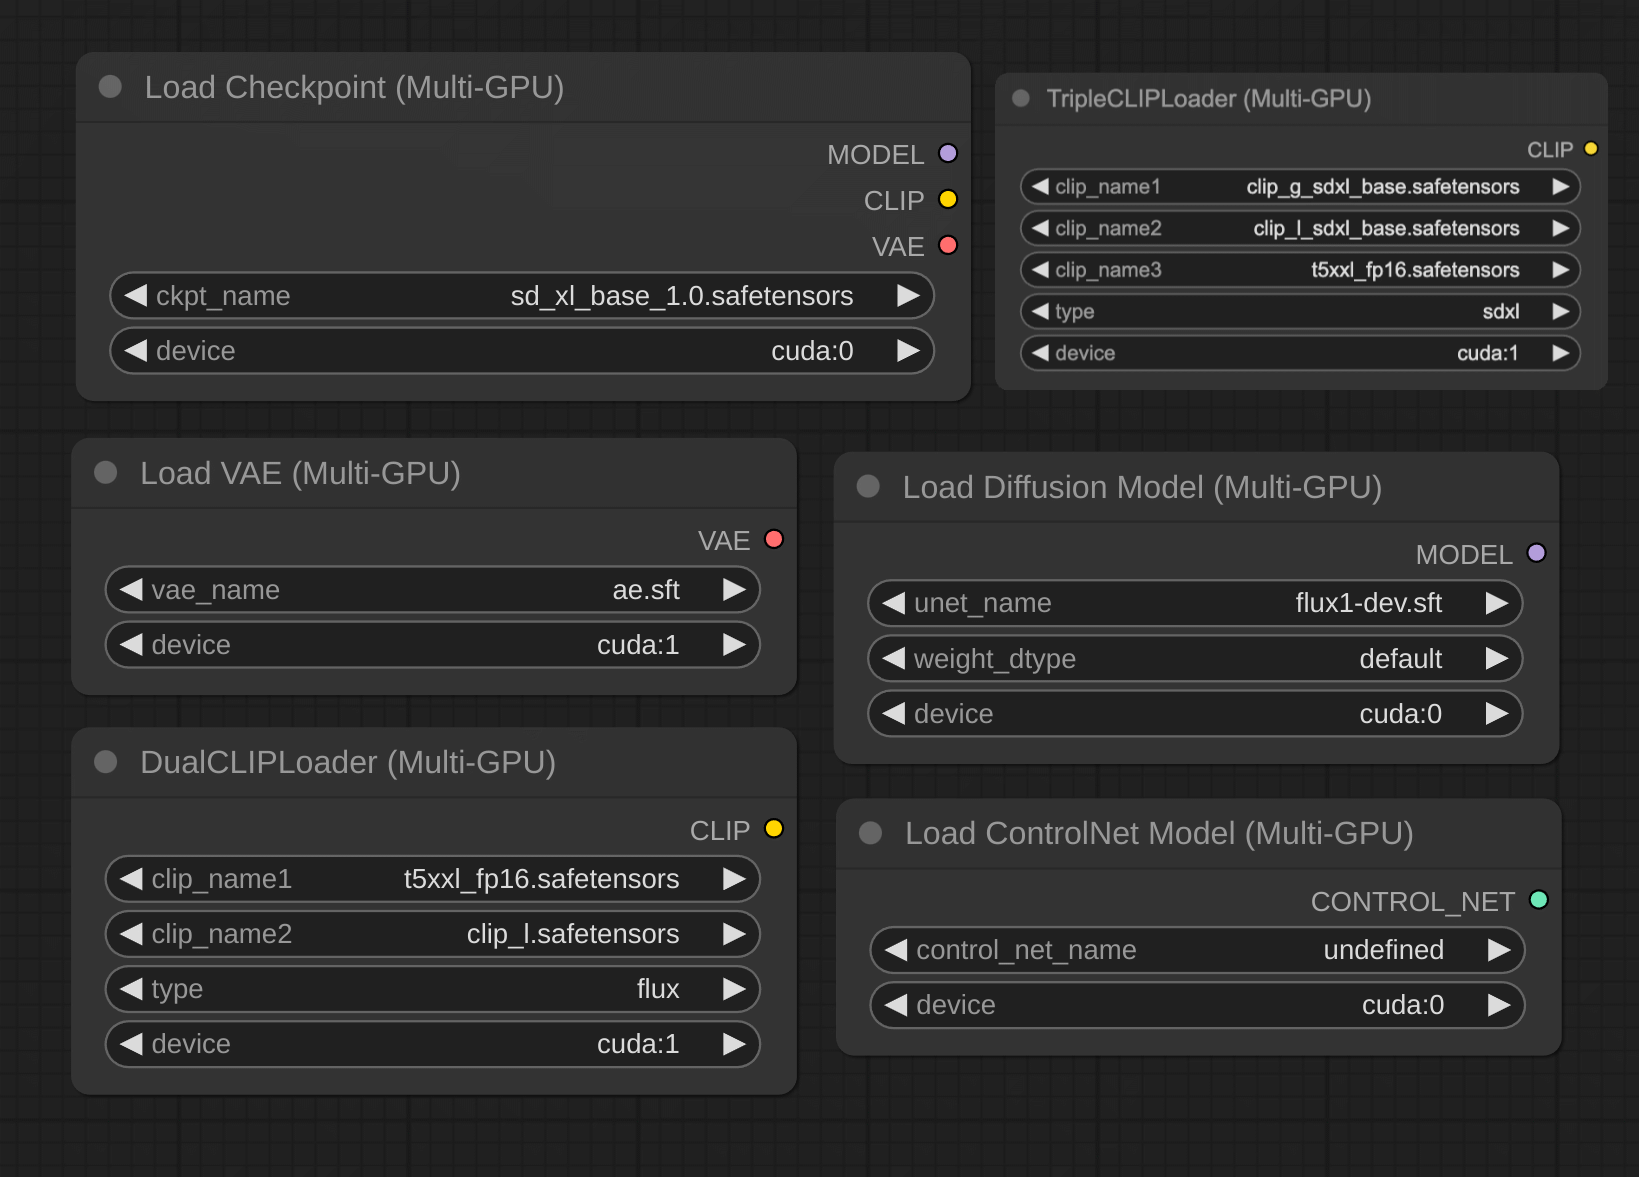 Load Checkpoint (Multi-GPU)
MODEL
CLIP
VAE
ckpt_name sd_xl_base_1.0.safetensors
device cuda:0
TripleCLIPLoader (Multi-GPU)
CLIP
clip_name1 clip_g_sdxl_base.safetensors
clip_name2 clip_l_sdxl_base.safetensors
clip_name3 t5xxl_fp16.safetensors
type sdxl
device cuda:1
Load VAE (Multi-GPU)
VAE
vae_name ae.sft
device cuda:1
Load Diffusion Model (Multi-GPU)
MODEL
unet_name flux1-dev.sft
weight_dtype default
device cuda:0
DualCLIPLoader (Multi-GPU)
CLIP
clip_name1 t5xxl_fp16.safetensors
clip_name2 clip_l.safetensors
type flux
device cuda:1
Load ControlNet Model (Multi-GPU)
CONTROL_NET
control_net_name undefined
device cuda:0